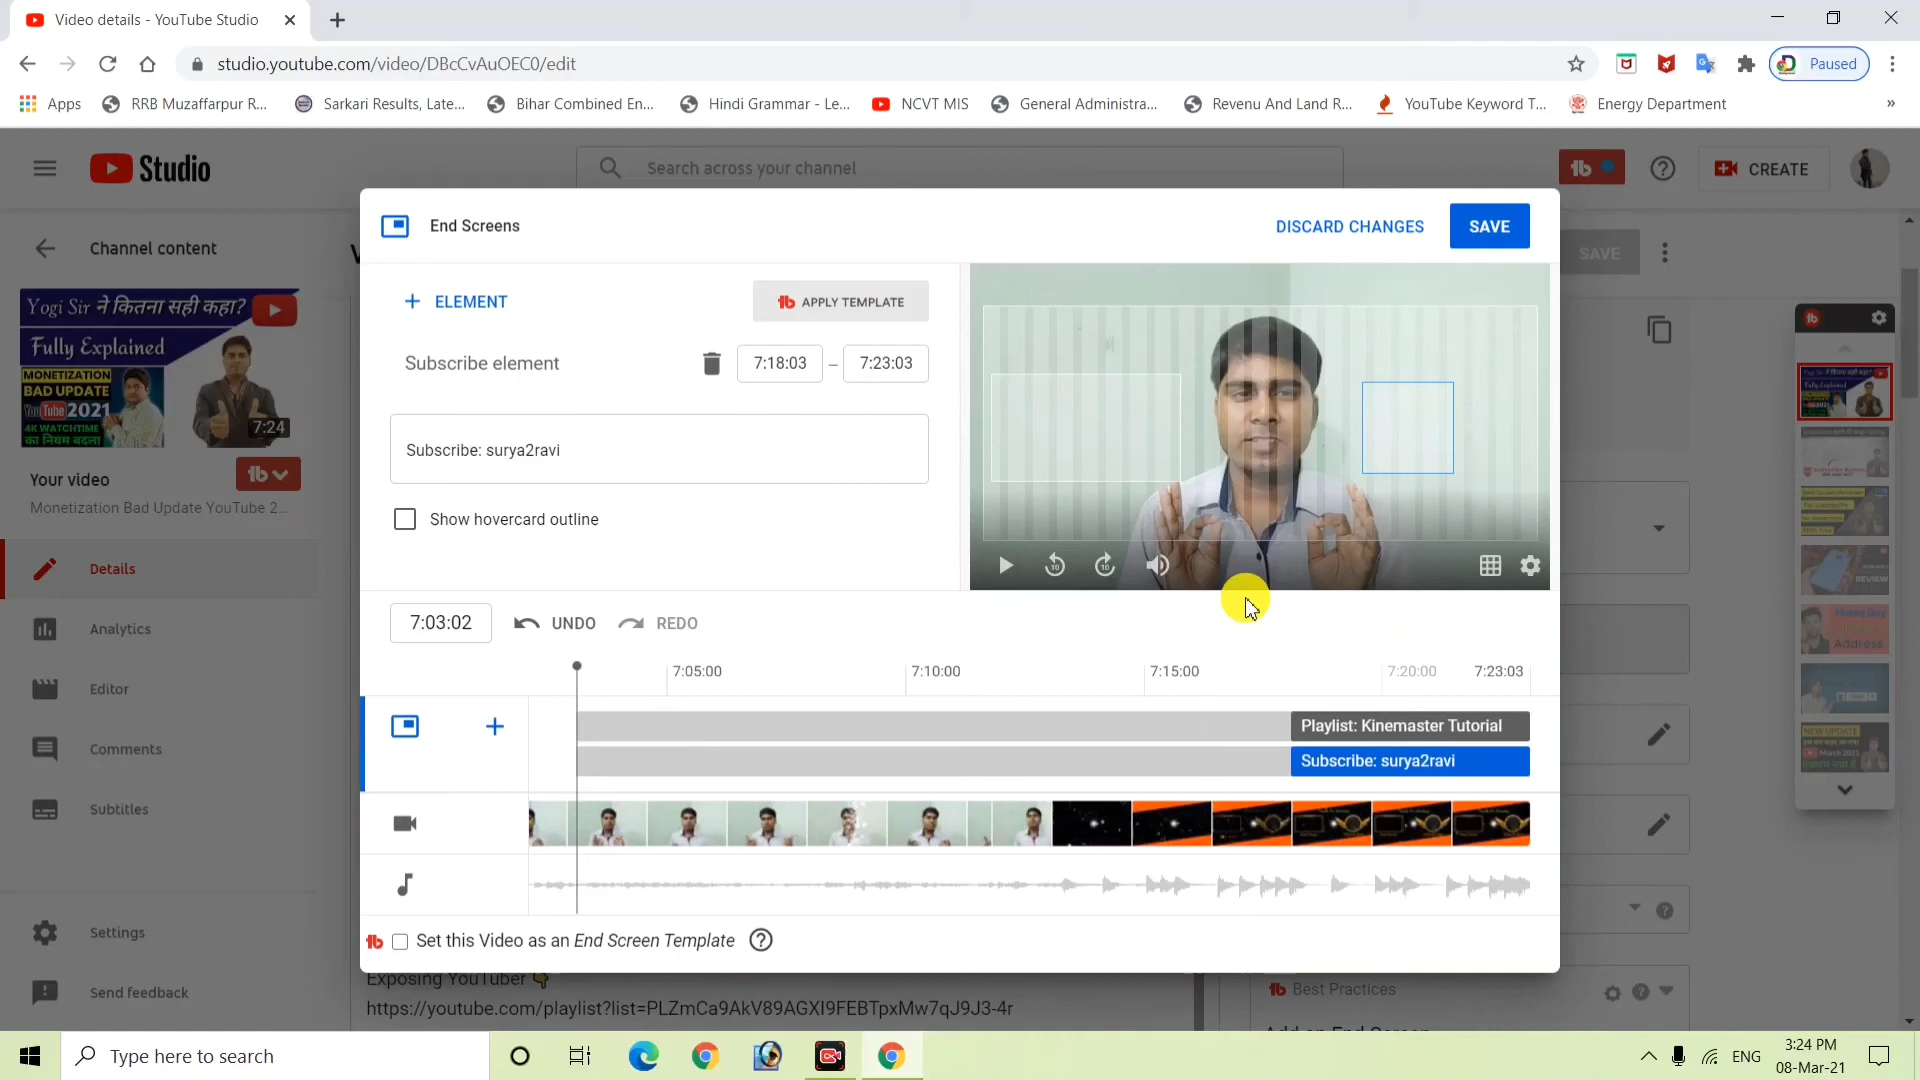 Video details - YouTube Studio
studio.youtube.com/video/DBcCvAuOEC0/edit
Paused
Apps
RRB Muzaffarpur R...
Sarkari Results, Late...
Bihar Combined En...
Hindi Grammar - Le...
NCVT MIS
General Administra...
Revenu And Land R...
YouTube Keyword T...
Energy Department
»
Studio
Search across your channel
CREATE
Channel content
SAVE
End Screens
DISCARD CHANGES
SAVE
Yogi Sir ने कितना सही कहा?
Fully Explained
MONETIZATION
BAD UPDATE
YouTube 2021
4K WATCHTIME
का नियम बदला
7:24
+ ELEMENT
APPLY TEMPLATE
Subscribe element
7:18:03 – 7:23:03
Subscribe: surya2ravi
Show hovercard outline
Your video
Monetization Bad Update YouTube 2...
Details
Analytics
Editor
Comments
Subtitles
Settings
Send feedback
7:03:02
UNDO
REDO
7:05:00
7:10:00
7:15:00
7:20:00
7:23:03
Playlist: Kinemaster Tutorial
Subscribe: surya2ravi
Set this Video as an End Screen Template
Exposing YouTuber 👇
https://youtube.com/playlist?list=PLZmCa9AkV89AGXI9FEBTpxMw7qJ9J3-4r
Best Practices
REVIEW
Address
Type here to search
ENG
3:24 PM
08-Mar-21